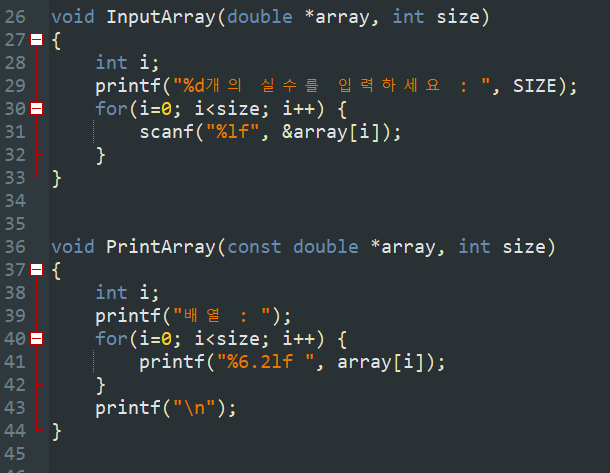 26 void InputArray(double *array, int size)
27 {
28     int i;
29     printf("%d개의 실수를 입력하세요 : ", SIZE);
30     for(i=0; i<size; i++) {
31         scanf("%lf", &array[i]);
32     }
33 }
34
35
36 void PrintArray(const double *array, int size)
37 {
38     int i;
39     printf("배열 : ");
40     for(i=0; i<size; i++) {
41         printf("%6.2lf ", array[i]);
42     }
43     printf("\n");
44 }
45